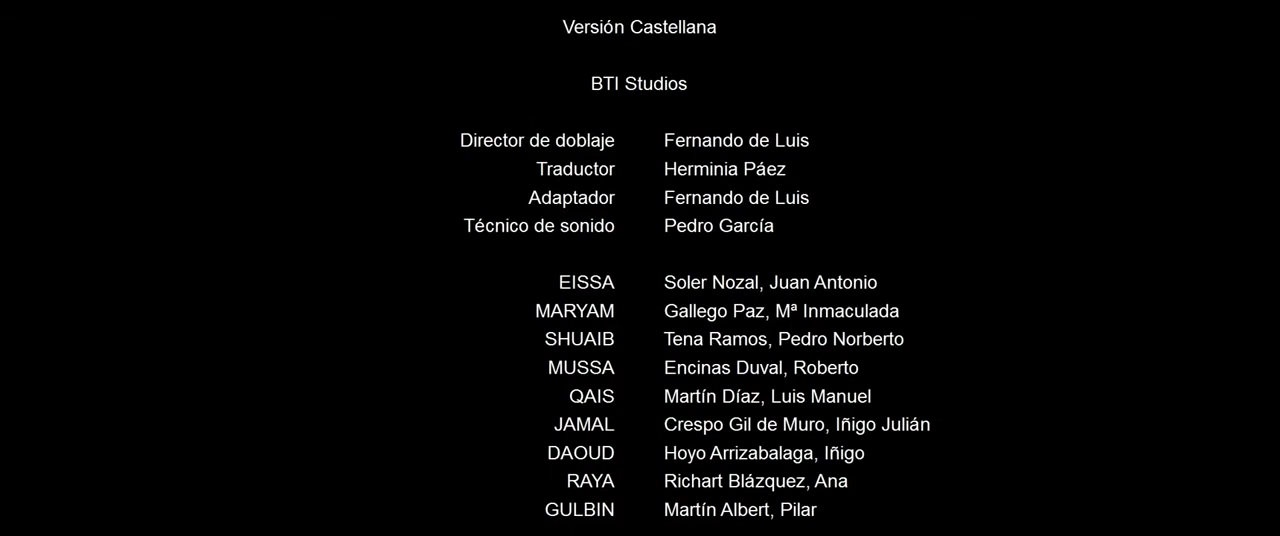 Versión Castellana
BTI Studios
Director de doblaje Fernando de Luis
Traductor Herminia Páez
Adaptador Fernando de Luis
Técnico de sonido Pedro García
EISSA Soler Nozal, Juan Antonio
MARYAM Gallego Paz, Mª Inmaculada
SHUAIB Tena Ramos, Pedro Norberto
MUSSA Encinas Duval, Roberto
QAIS Martín Díaz, Luis Manuel
JAMAL Crespo Gil de Muro, Iñigo Julián
DAOUD Hoyo Arrizabalaga, Iñigo
RAYA Richart Blázquez, Ana
GULBIN Martín Albert, Pilar